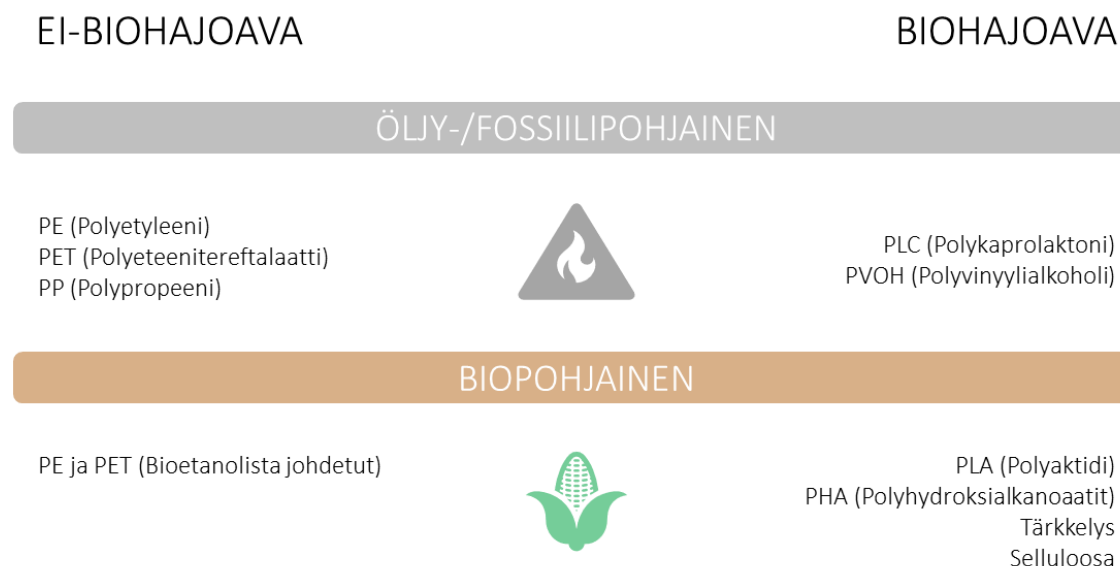 EI-BIOHAJOAVA
BIOHAJOAVA
ÖLJY-/FOSSIILIPOHJAINEN
PE (Polyetyleeni)
PET (Polyeteenitereftalaatti)
PP (Polypropeeni)
PLC (Polykaprolaktoni)
PVOH (Polyvinyylialkoholi)
BIOPOHJAINEN
PE ja PET (Bioetanolista johdetut)
PLA (Polyaktidi)
PHA (Polyhydroksialkanoaatit)
Tärkkelys
Selluloosa